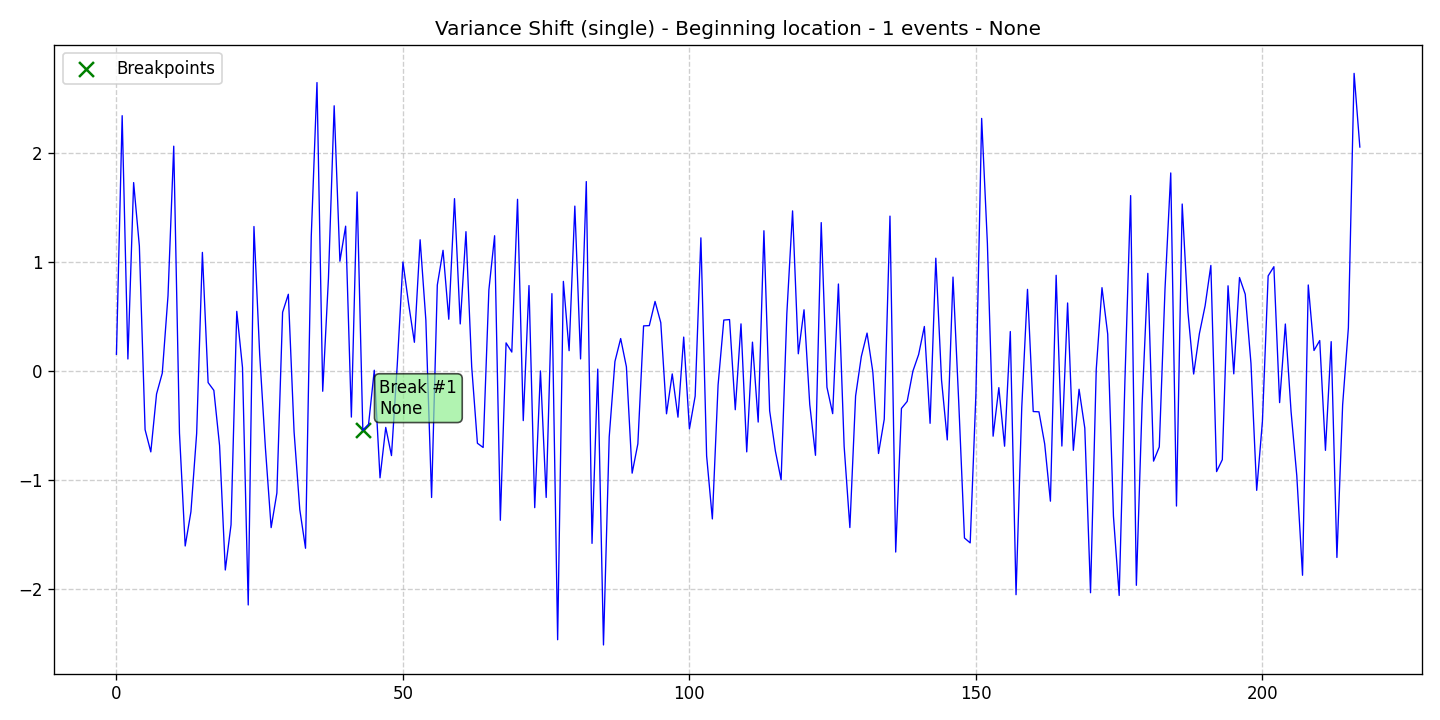 Variance Shift (single) - Beginning location - 1 events - None
Breakpoints
2
1
0
−1
−2
Break #1
None
0
50
100
150
200